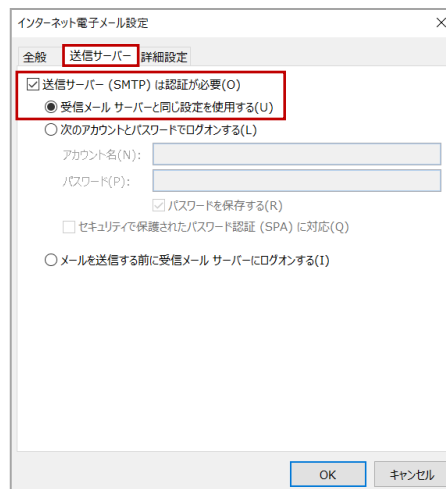 インターネット電子メール設定
全般 送信サーバー 詳細設定
送信サーバー (SMTP) は認証が必要(O)
受信メール サーバーと同じ設定を使用する(U)
次のアカウントとパスワードでログオンする(L)
アカウント名(N):
パスワード(P):
パスワードを保存する(R)
セキュリティで保護されたパスワード認証 (SPA) に対応(Q)
メールを送信する前に受信メール サーバーにログオンする(I)
OK キャンセル